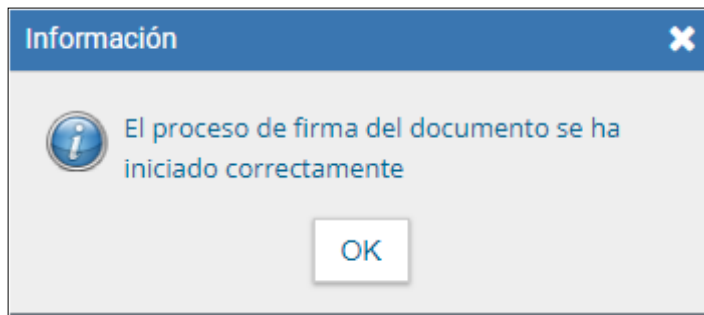 Información
El proceso de firma del documento se ha
iniciado correctamente
OK